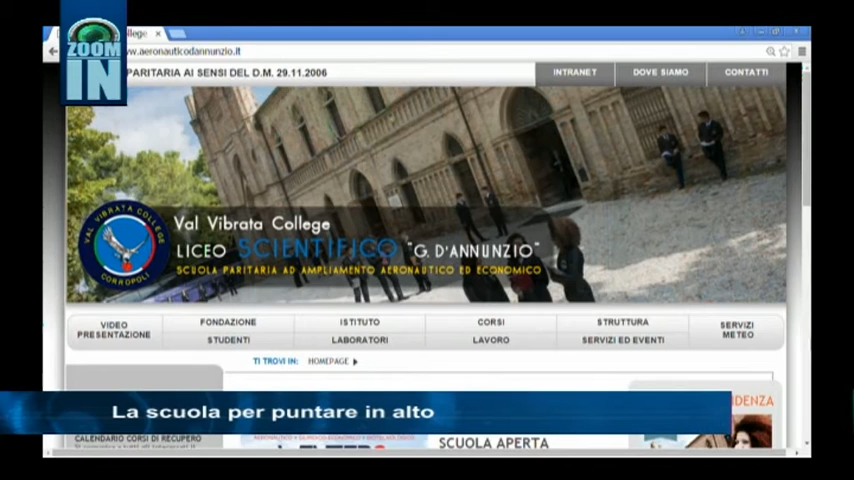 ZOOM
IN
llege
w.aeronauticodannunzio.it
PARITARIA AI SENSI DEL D.M. 29.11.2006
INTRANET
DOVE SIAMO
CONTATTI
VAL VIBRATA COLLEGE
CORROPOLI
Val Vibrata College
LICEO SCIENTIFICO "G. D'ANNUNZIO"
SCUOLA PARITARIA AD AMPLIAMENTO AERONAUTICO ED ECONOMICO
VIDEO
PRESENTAZIONE
FONDAZIONE
ISTITUTO
CORSI
STRUTTURA
SERVIZI
METEO
STUDENTI
LABORATORI
LAVORO
SERVIZI ED EVENTI
TI TROVI IN: HOMEPAGE
La scuola per puntare in alto
IDENZA
CALENDARIO CORSI DI RECUPERO
SCUOLA APERTA